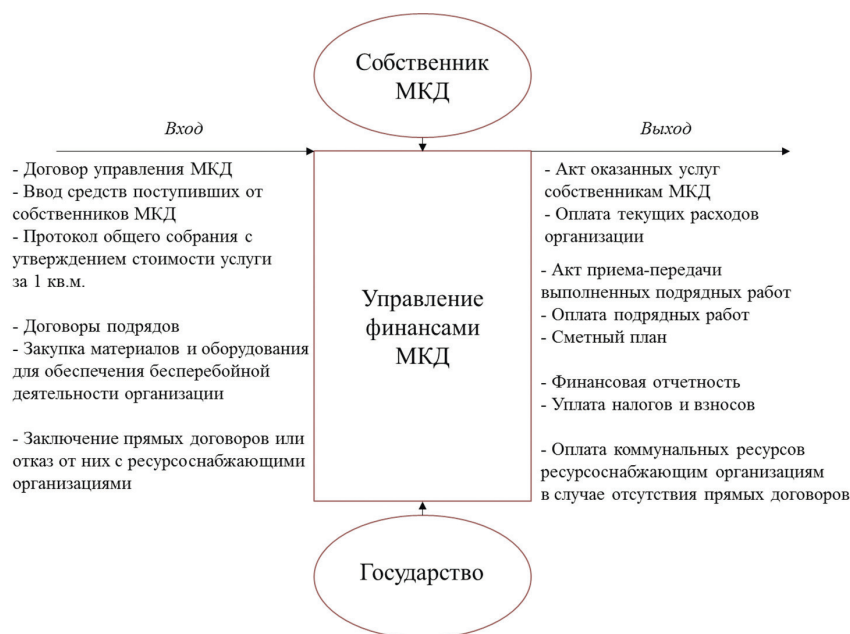 Собственник
МКД
Вход
Выход
- Договор управления МКД
- Ввод средств поступивших от
собственников МКД
- Протокол общего собрания с
утверждением стоимости услуги
за 1 кв.м.
- Договоры подрядов
- Закупка материалов и оборудования
для обеспечения бесперебойной
деятельности организации
- Заключение прямых договоров или
отказ от них с ресурсоснабжающими
организациями
Управление
финансами
МКД
- Акт оказанных услуг
собственникам МКД
- Оплата текущих расходов
организации
- Акт приема-передачи
выполненных подрядных работ
- Оплата подрядных работ
- Сметный план
- Финансовая отчетность
- Уплата налогов и взносов
- Оплата коммунальных ресурсов
ресурсоснабжающим организациям
в случае отсутствия прямых договоров
Государство